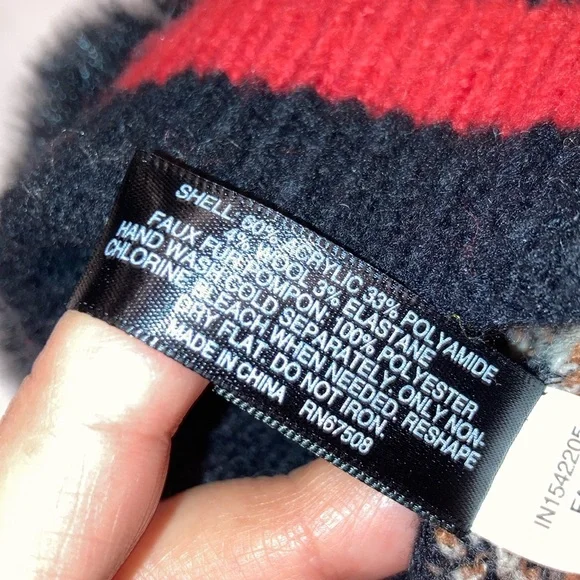 SHELL 60% ACRYLIC 33% POLYAMIDE
4% WOOL 3% ELASTANE
FAUX FUR POMPON 100% POLYESTER
HAND WASH COLD SEPARATELY. ONLY NON-
CHLORINE BLEACH WHEN NEEDED. RESHAPE
DRY FLAT. DO NOT IRON.
MADE IN CHINA RN67508
IN1542205